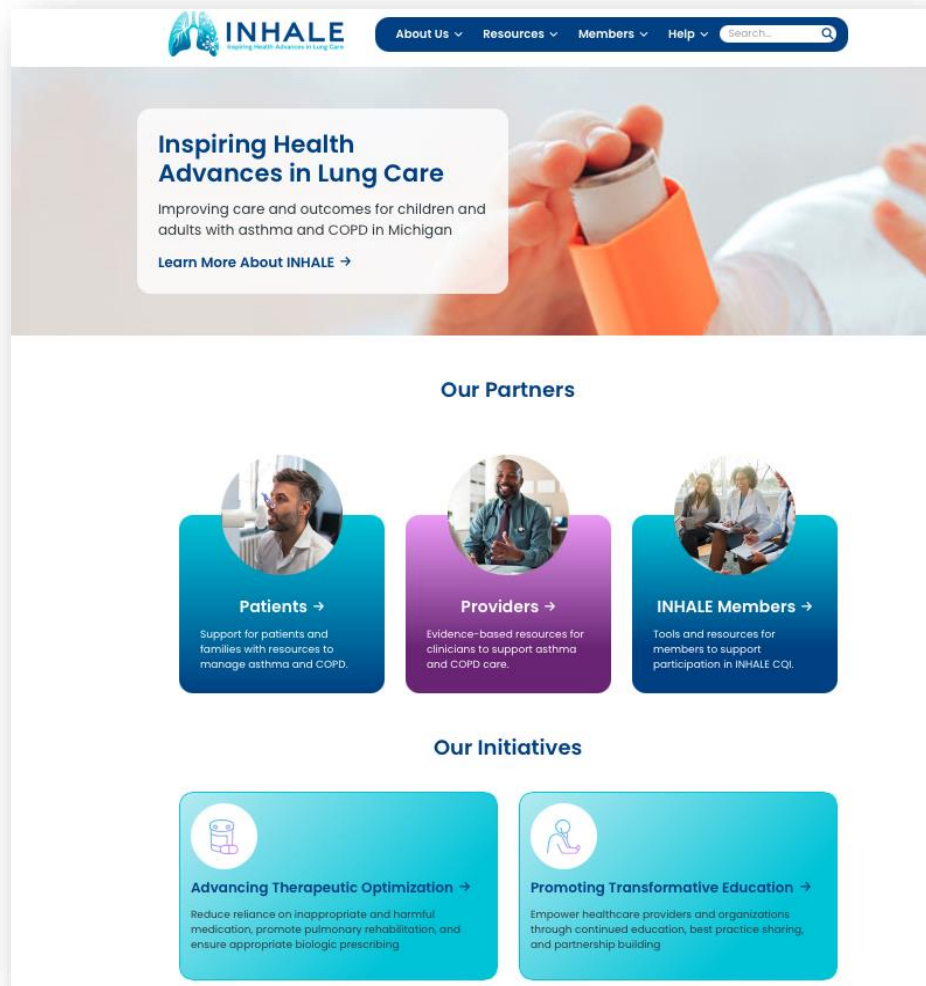 INHALE
Inspiring Health Advances in Lung Care
About Us
Resources
Members
Help
Search...
Inspiring Health
Advances in Lung Care
Improving care and outcomes for children and
adults with asthma and COPD in Michigan
Learn More About INHALE →
Our Partners
Patients →
Support for patients and
families with resources to
manage asthma and COPD.
Providers →
Evidence-based resources for
clinicians to support asthma
and COPD care.
INHALE Members →
Tools and resources for
members to support
participation in INHALE CQI.
Our Initiatives
Advancing Therapeutic Optimization →
Reduce reliance on inappropriate and harmful
medication, promote pulmonary rehabilitation, and
ensure appropriate biologic prescribing
Promoting Transformative Education →
Empower healthcare providers and organizations
through continued education, best practice sharing,
and partnership building